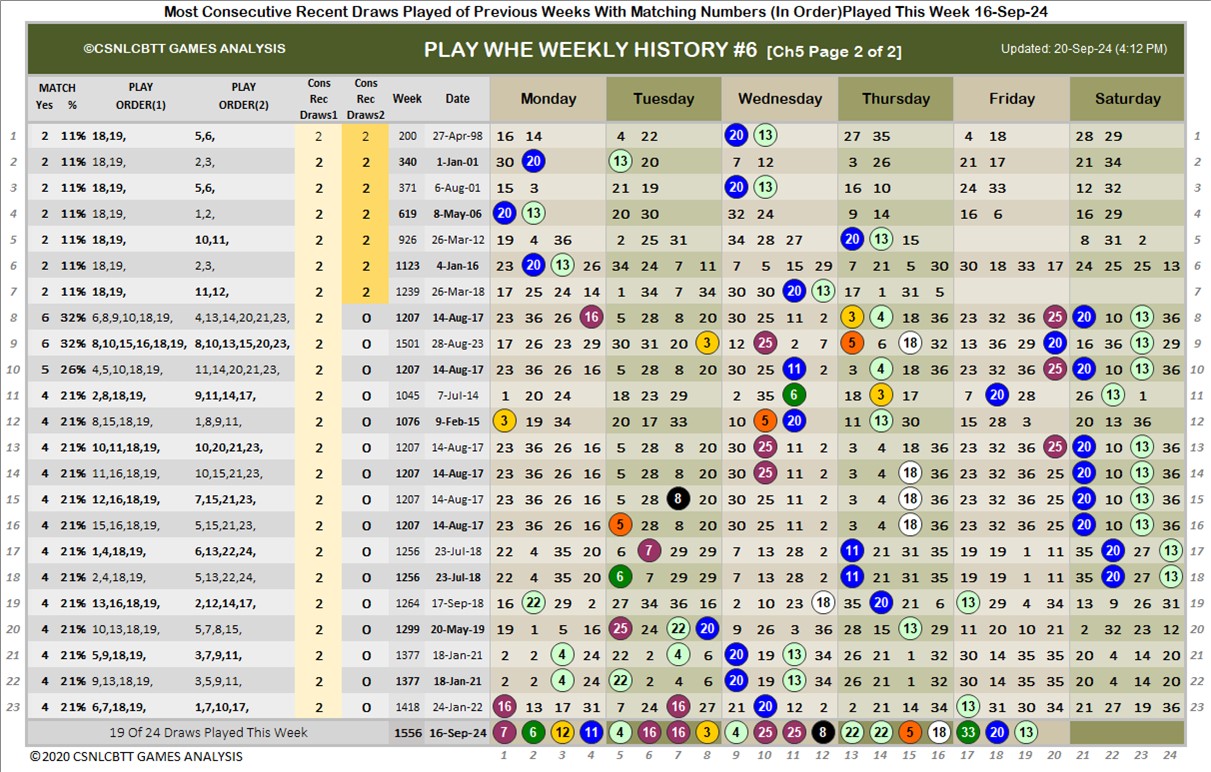 Most Consecutive Recent Draws Played of Previous Weeks With Matching Numbers (In Order)Played This Week 16-Sep-24
©CSNLCBTT GAMES ANALYSIS PLAY WHE WEEKLY HISTORY #6 [Ch5 Page 2 of 2] Updated: 20-Sep-24 (4:12 PM)
MATCH Yes % PLAY ORDER(1) PLAY ORDER(2) Cons Rec Draws1 Cons Rec Draws2 Week Date Monday Tuesday Wednesday Thursday Friday Saturday
1 2 11% 18,19, 5,6, 2 2 200 27-Apr-98 16 14 4 22 20 13 27 35 4 18 28 29 1
2 2 11% 18,19, 2,3, 2 2 340 1-Jan-01 30 20 13 20 7 12 3 26 21 17 21 34 2
3 2 11% 18,19, 5,6, 2 2 371 6-Aug-01 15 3 21 19 20 13 16 10 24 33 12 32 3
4 2 11% 18,19, 1,2, 2 2 619 8-May-06 20 13 20 30 32 24 9 14 16 6 16 29 4
5 2 11% 18,19, 10,11, 2 2 926 26-Mar-12 19 4 36 2 25 31 34 28 27 20 13 15 8 31 2 5
6 2 11% 18,19, 2,3, 2 2 1123 4-Jan-16 23 20 13 26 34 24 7 11 7 5 15 29 7 21 5 30 30 18 33 17 24 25 25 13 6
7 2 11% 18,19, 11,12, 2 2 1239 26-Mar-18 17 25 24 14 1 34 7 34 30 30 20 13 17 1 31 5 7
8 6 32% 6,8,9,10,18,19, 4,13,14,20,21,23, 2 0 1207 14-Aug-17 23 36 26 16 5 28 8 20 30 25 11 2 3 4 18 36 23 32 36 25 20 10 13 36 8
9 6 32% 8,10,15,16,18,19, 8,10,13,15,20,23, 2 0 1501 28-Aug-23 17 26 23 29 30 31 20 3 12 25 2 7 5 6 18 32 13 36 29 20 16 36 13 29 9
10 5 26% 4,5,10,18,19, 11,14,20,21,23, 2 0 1207 14-Aug-17 23 36 26 16 5 28 8 20 30 25 11 2 3 4 18 36 23 32 36 25 20 10 13 36 10
11 4 21% 2,8,18,19, 9,11,14,17, 2 0 1045 7-Jul-14 1 20 24 18 23 29 2 35 6 18 3 17 7 20 28 26 13 1 11
12 4 21% 8,15,18,19, 1,8,9,11, 2 0 1076 9-Feb-15 3 19 34 20 17 33 10 5 20 11 13 30 15 28 3 20 13 36 12
13 4 21% 10,11,18,19, 10,20,21,23, 2 0 1207 14-Aug-17 23 36 26 16 5 28 8 20 30 25 11 2 3 4 18 36 23 32 36 25 20 10 13 36 13
14 4 21% 11,16,18,19, 10,15,21,23, 2 0 1207 14-Aug-17 23 36 26 16 5 28 8 20 30 25 11 2 3 4 18 36 23 32 36 25 20 10 13 36 14
15 4 21% 12,16,18,19, 7,15,21,23, 2 0 1207 14-Aug-17 23 36 26 16 5 28 8 20 30 25 11 2 3 4 18 36 23 32 36 25 20 10 13 36 15
16 4 21% 15,16,18,19, 5,15,21,23, 2 0 1207 14-Aug-17 23 36 26 16 5 28 8 20 30 25 11 2 3 4 18 36 23 32 36 25 20 10 13 36 16
17 4 21% 1,4,18,19, 6,13,22,24, 2 0 1256 23-Jul-18 22 4 35 20 6 7 29 29 7 13 28 2 11 21 31 35 19 19 1 11 35 20 27 13 17
18 4 21% 2,4,18,19, 5,13,22,24, 2 0 1256 23-Jul-18 22 4 35 20 6 7 29 29 7 13 28 2 11 21 31 35 19 19 1 11 35 20 27 13 18
19 4 21% 13,16,18,19, 2,12,14,17, 2 0 1264 17-Sep-18 16 22 29 2 27 34 36 16 2 10 23 18 35 20 21 6 13 29 4 34 13 9 26 31 19
20 4 21% 10,13,18,19, 5,7,8,15, 2 0 1299 20-May-19 19 1 5 16 25 24 22 20 9 26 3 36 28 15 13 29 11 20 10 21 2 33 23 12 20
21 4 21% 5,9,18,19, 3,7,9,11, 2 0 1377 18-Jan-21 2 2 4 24 22 2 4 6 20 19 13 34 26 21 1 32 30 14 35 35 20 4 14 20 21
22 4 21% 9,13,18,19, 3,5,9,11, 2 0 1377 18-Jan-21 2 2 4 24 22 2 4 6 20 19 13 34 26 21 1 32 30 14 35 35 20 4 14 20 22
23 4 21% 6,7,18,19, 1,7,10,17, 2 0 1418 24-Jan-22 16 13 17 31 7 24 16 27 21 20 12 2 2 21 14 34 13 31 30 34 21 27 19 36 23
19 Of 24 Draws Played This Week 1556 16-Sep-24 7 6 12 11 4 16 16 3 4 25 25 8 22 22 5 18 33 20 13
©2020 CSNLCBTT GAMES ANALYSIS 1 2 3 4 5 6 7 8 9 10 11 12 13 14 15 16 17 18 19 20 21 22 23 24